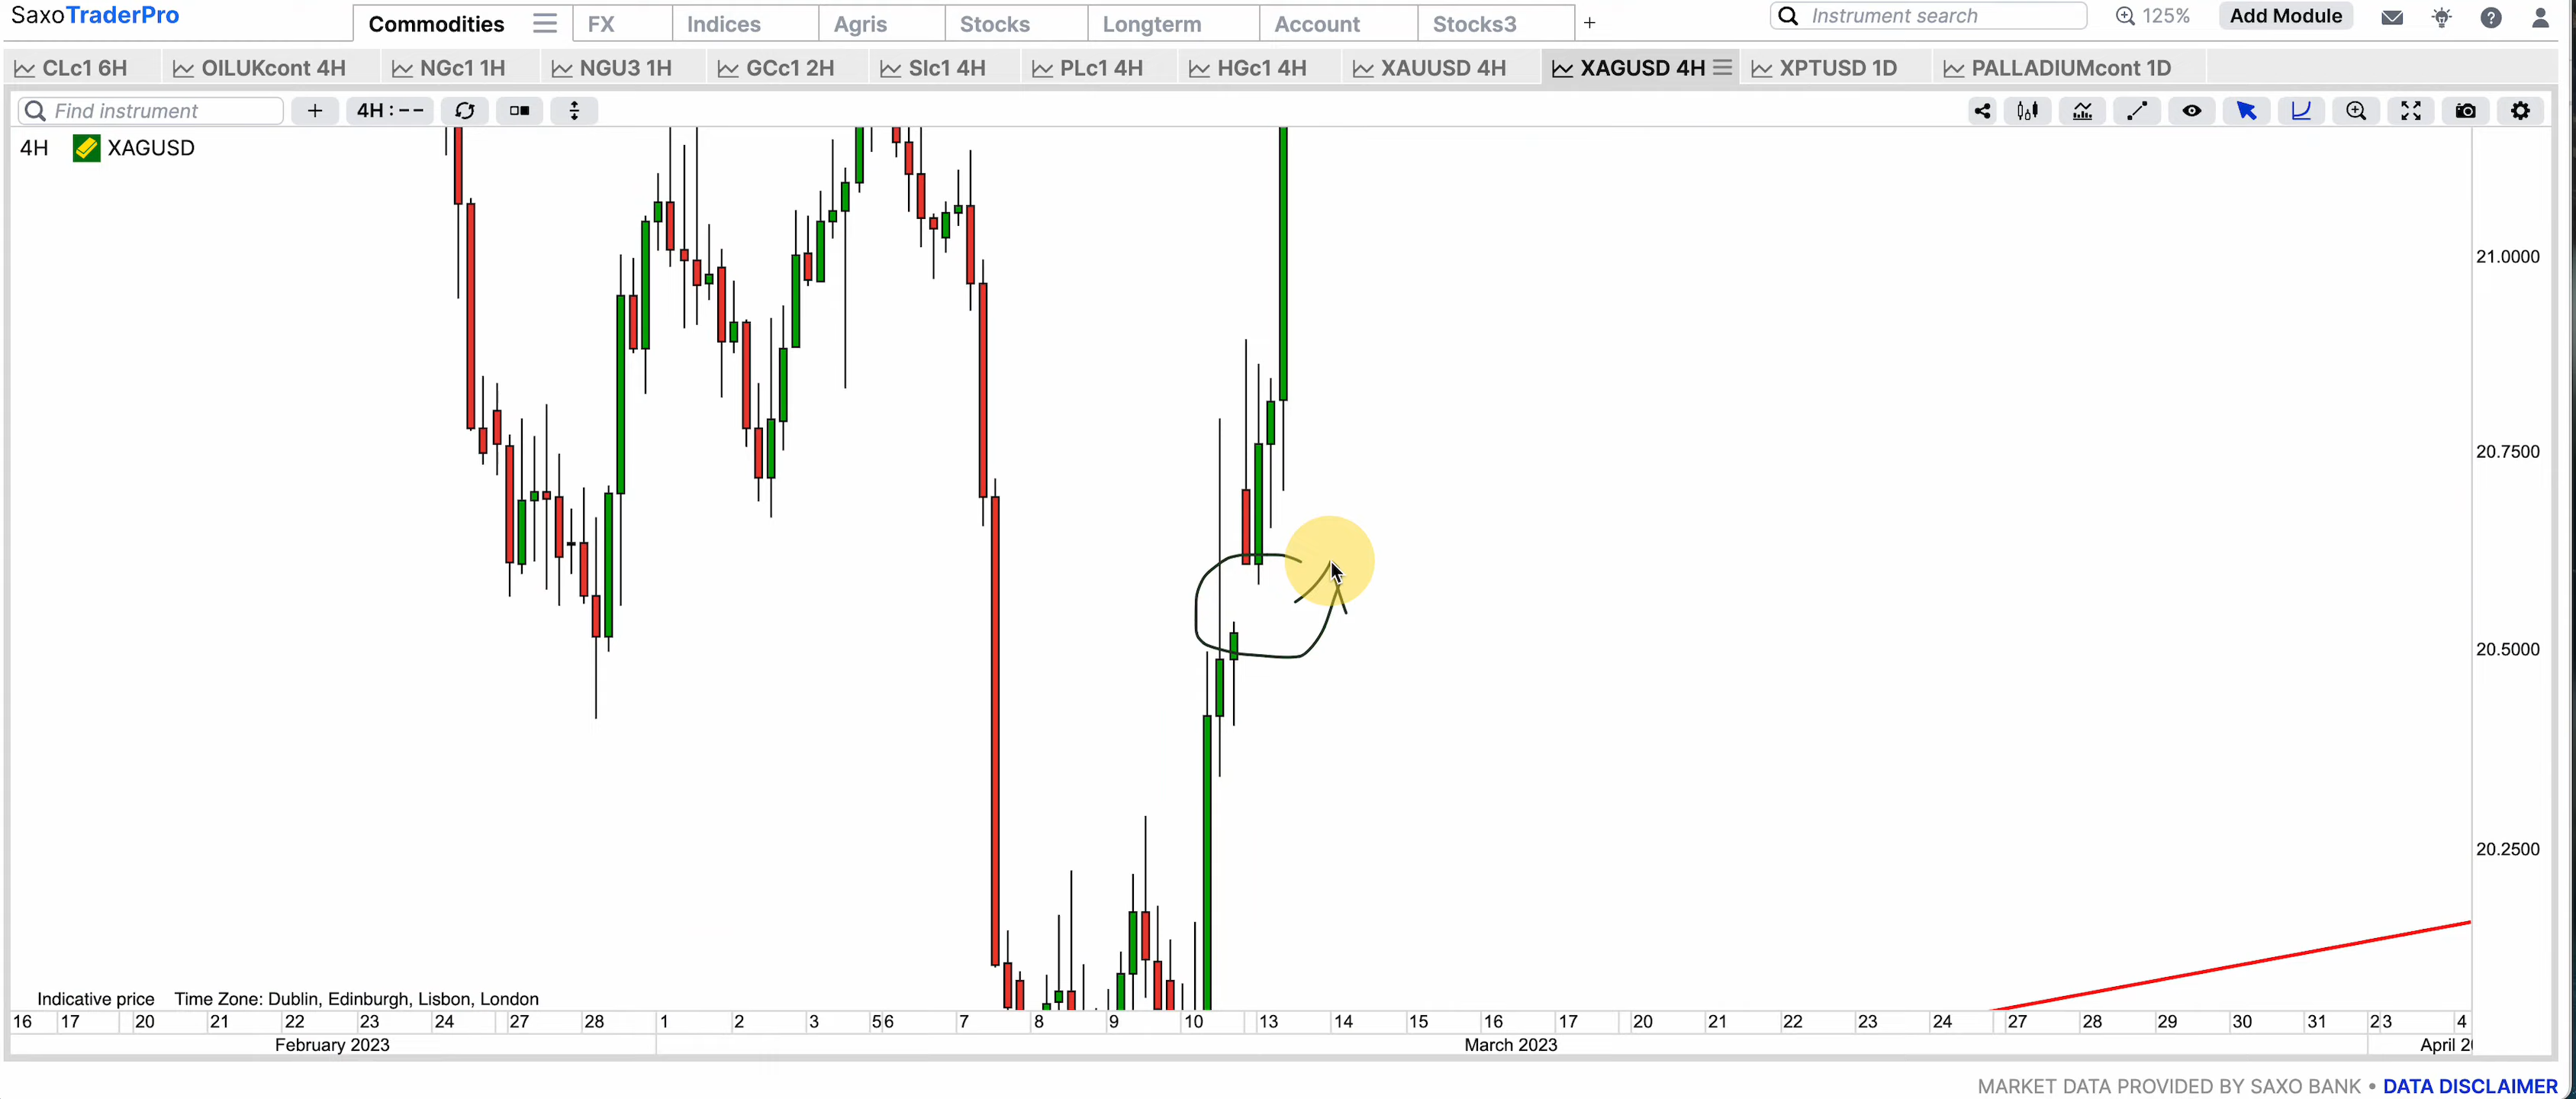 SaxoTraderPro
Commodities FX Indices Agris Stocks Longterm Account Stocks3 + Instrument search 125% Add Module
CLc1 6H OILUKcont 4H NGc1 1H NGU3 1H GCc1 2H SIc1 4H PLc1 4H HGc1 4H XAUUSD 4H XAGUSD 4H XPTUSD 1D PALLADIUMcont 1D
Find instrument + 4H : --
4H XAGUSD
21.0000
20.7500
20.5000
20.2500
Indicative price Time Zone: Dublin, Edinburgh, Lisbon, London
16 17 20 21 22 23 24 27 28 1 2 3 5 6 7 8 9 10 13 14 15 16 17 20 21 22 23 24 27 28 29 30 31 2 3 4
February 2023 March 2023 April 20
MARKET DATA PROVIDED BY SAXO BANK • DATA DISCLAIMER